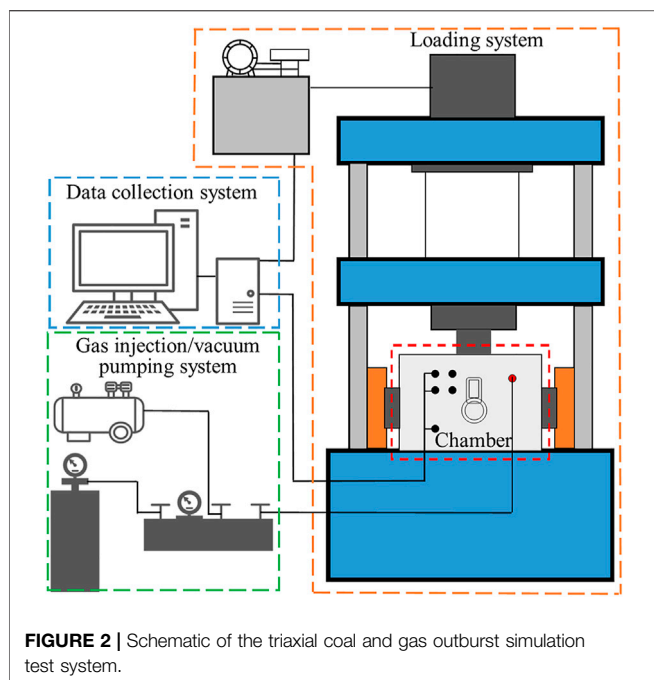 Loading system
Data collection system
Gas injection/vacuum
pumping system
Chamber
FIGURE 2 | Schematic of the triaxial coal and gas outburst simulation
test system.